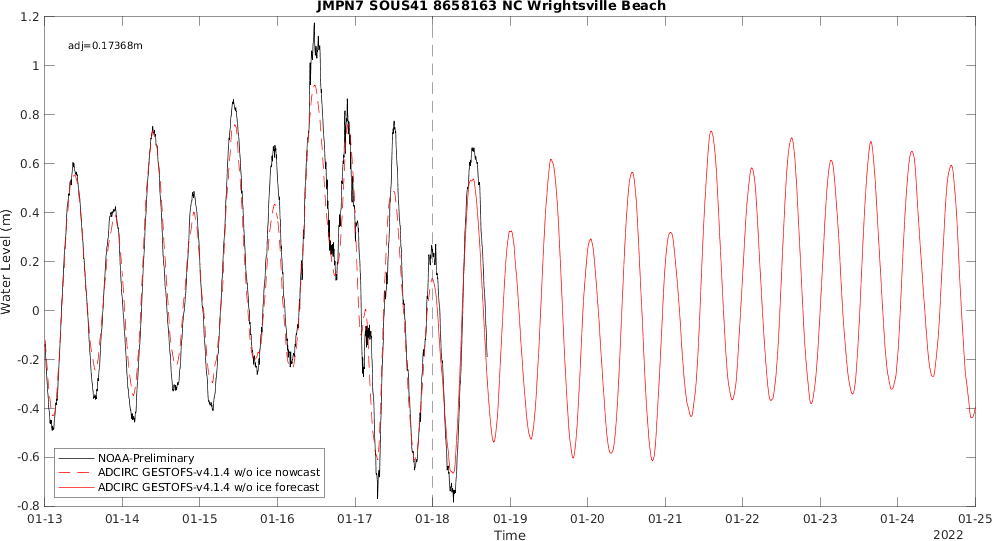 JMPN7 SOUS41 8658163 NC Wrightsville Beach
adj=0.17368m
1.2
1
0.8
0.6
0.4
0.2
0
-0.2
-0.4
-0.6
-0.8
Water Level (m)
NOAA-Preliminary
ADCIRC GESTOFS-v4.1.4 w/o ice nowcast
ADCIRC GESTOFS-v4.1.4 w/o ice forecast
01-13 01-14 01-15 01-16 01-17 01-18 01-19 01-20 01-21 01-22 01-23 01-24 01-25
Time
2022